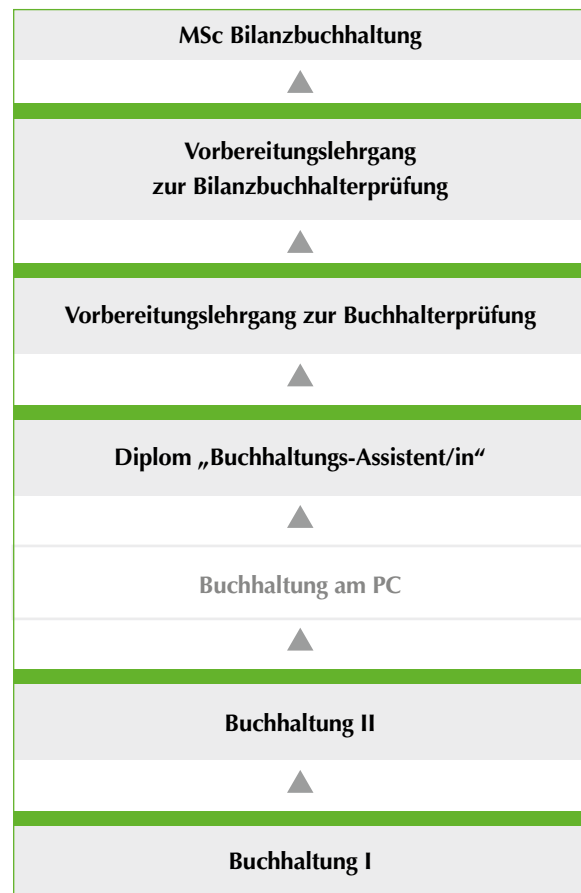 MSc Bilanzbuchhaltung
Vorbereitungslehrgang
zur Bilanzbuchhalterprüfung
Vorbereitungslehrgang zur Buchhalterprüfung
Diplom „Buchhaltungs-Assistent/in“
Buchhaltung am PC
Buchhaltung II
Buchhaltung I